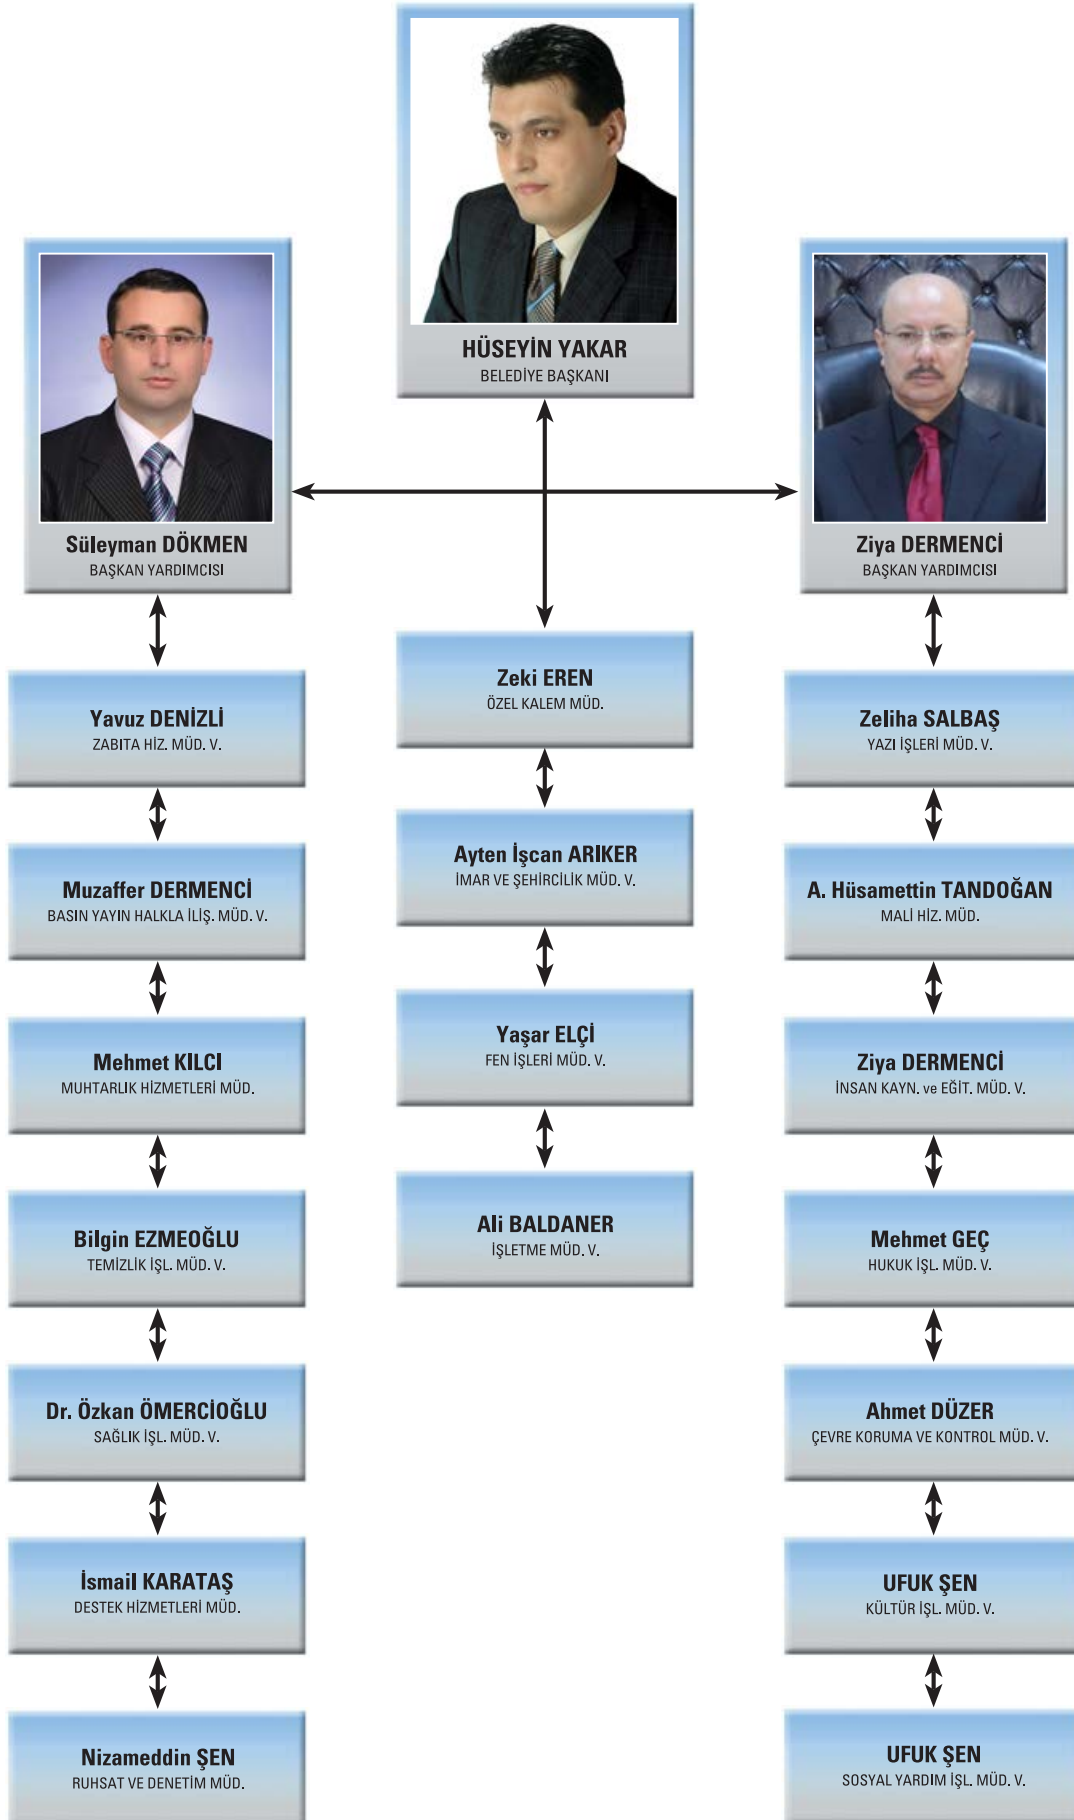 HÜSEYİN YAKAR
BELEDİYE BAŞKANI
Süleyman DÖKMEN
BAŞKAN YARDIMCISI
Ziya DERMENCİ
BAŞKAN YARDIMCISI
Yavuz DENİZLİ
ZABITA HİZ. MÜD. V.
Muzaffer DERMENCİ
BASIN YAYIN HALKLA İLİŞ. MÜD. V.
Mehmet KILCI
MUHTARLIK HİZMETLERİ MÜD.
Bilgin EZMEOĞLU
TEMİZLİK İŞL. MÜD. V.
Dr. Özkan ÖMERCİOĞLU
SAĞLIK İŞL. MÜD. V.
İsmail KARATAŞ
DESTEK HİZMETLERİ MÜD.
Nizameddin ŞEN
RUHSAT VE DENETİM MÜD.
Zeki EREN
ÖZEL KALEM MÜD.
Ayten İşcan ARIKER
İMAR VE ŞEHİRCİLİK MÜD. V.
Yaşar ELÇİ
FEN İŞLERİ MÜD. V.
Ali BALDANER
İŞLETME MÜD. V.
Zeliha SALBAŞ
YAZI İŞLERİ MÜD. V.
A. Hüsamettin TANDOĞAN
MALİ HİZ. MÜD.
Ziya DERMENCİ
İNSAN KAYN. ve EĞİT. MÜD. V.
Mehmet GEÇ
HUKUK İŞL. MÜD. V.
Ahmet DÜZER
ÇEVRE KORUMA VE KONTROL MÜD. V.
UFUK ŞEN
KÜLTÜR İŞL. MÜD. V.
UFUK ŞEN
SOSYAL YARDIM İŞL. MÜD. V.